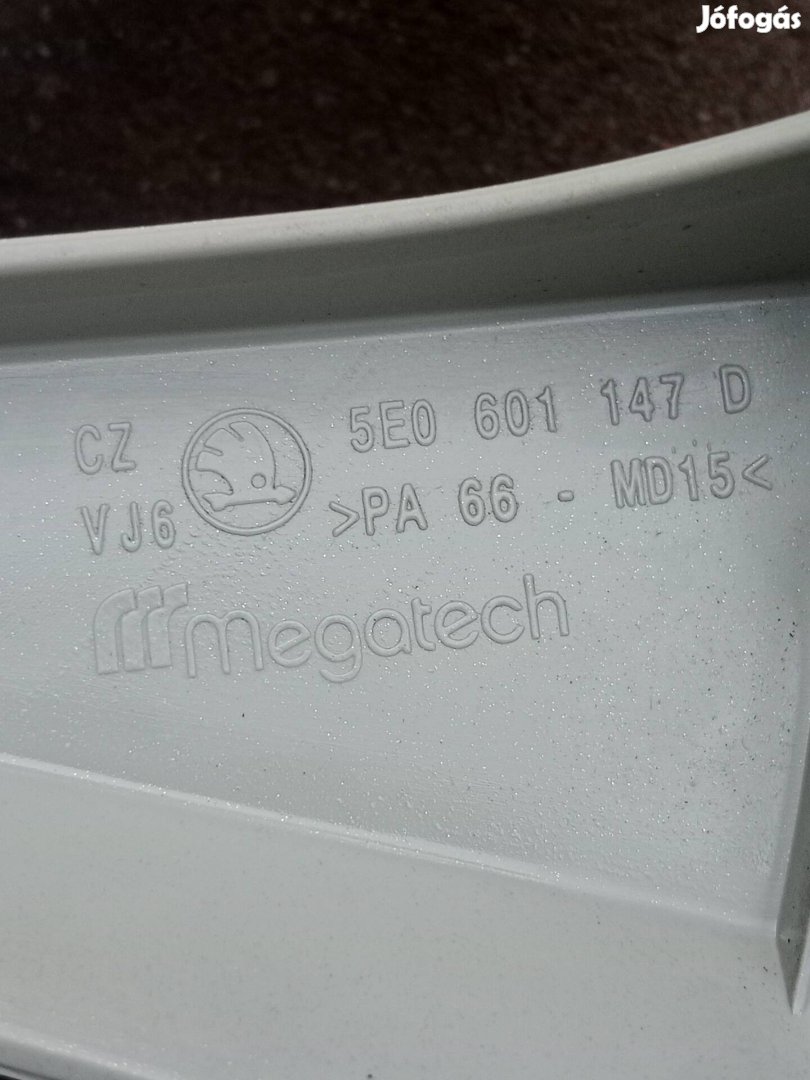 Jófogás
CZ 5E0 601 147 D
VJ6 >PA 66 - MD15<
megatech